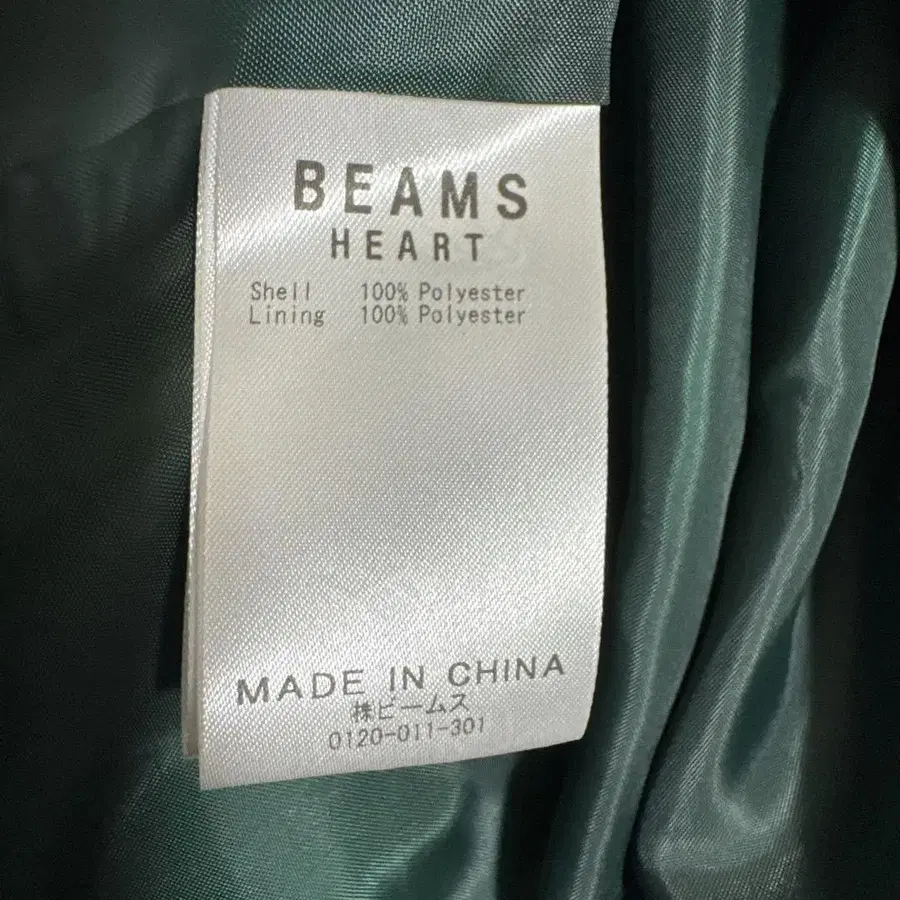 BEAMS
HEART
Shell 100% Polyester
Lining 100% Polyester
MADE IN CHINA
㈱ビームス
0120-011-301